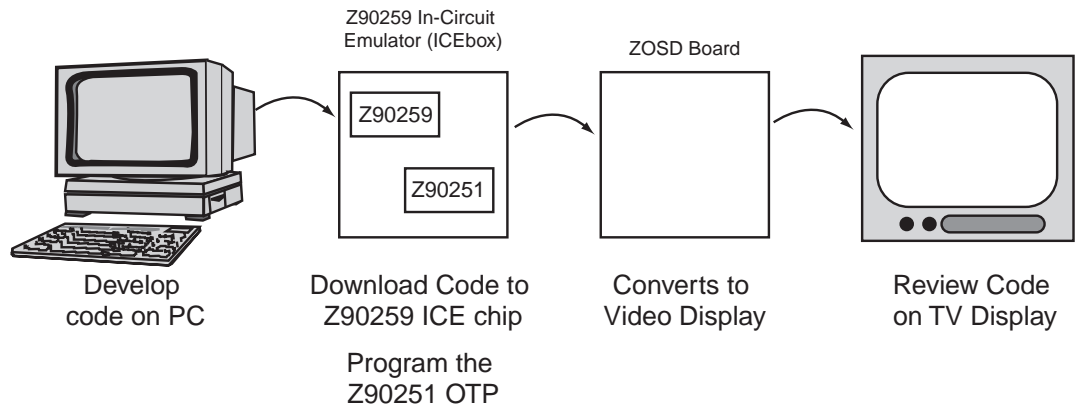 Z90259 In-Circuit
Emulator (ICEbox)
ZOSD Board
Z90259
Z90251
Develop
code on PC
Download Code to
Z90259 ICE chip
Program the
Z90251 OTP
Converts to
Video Display
Review Code
on TV Display